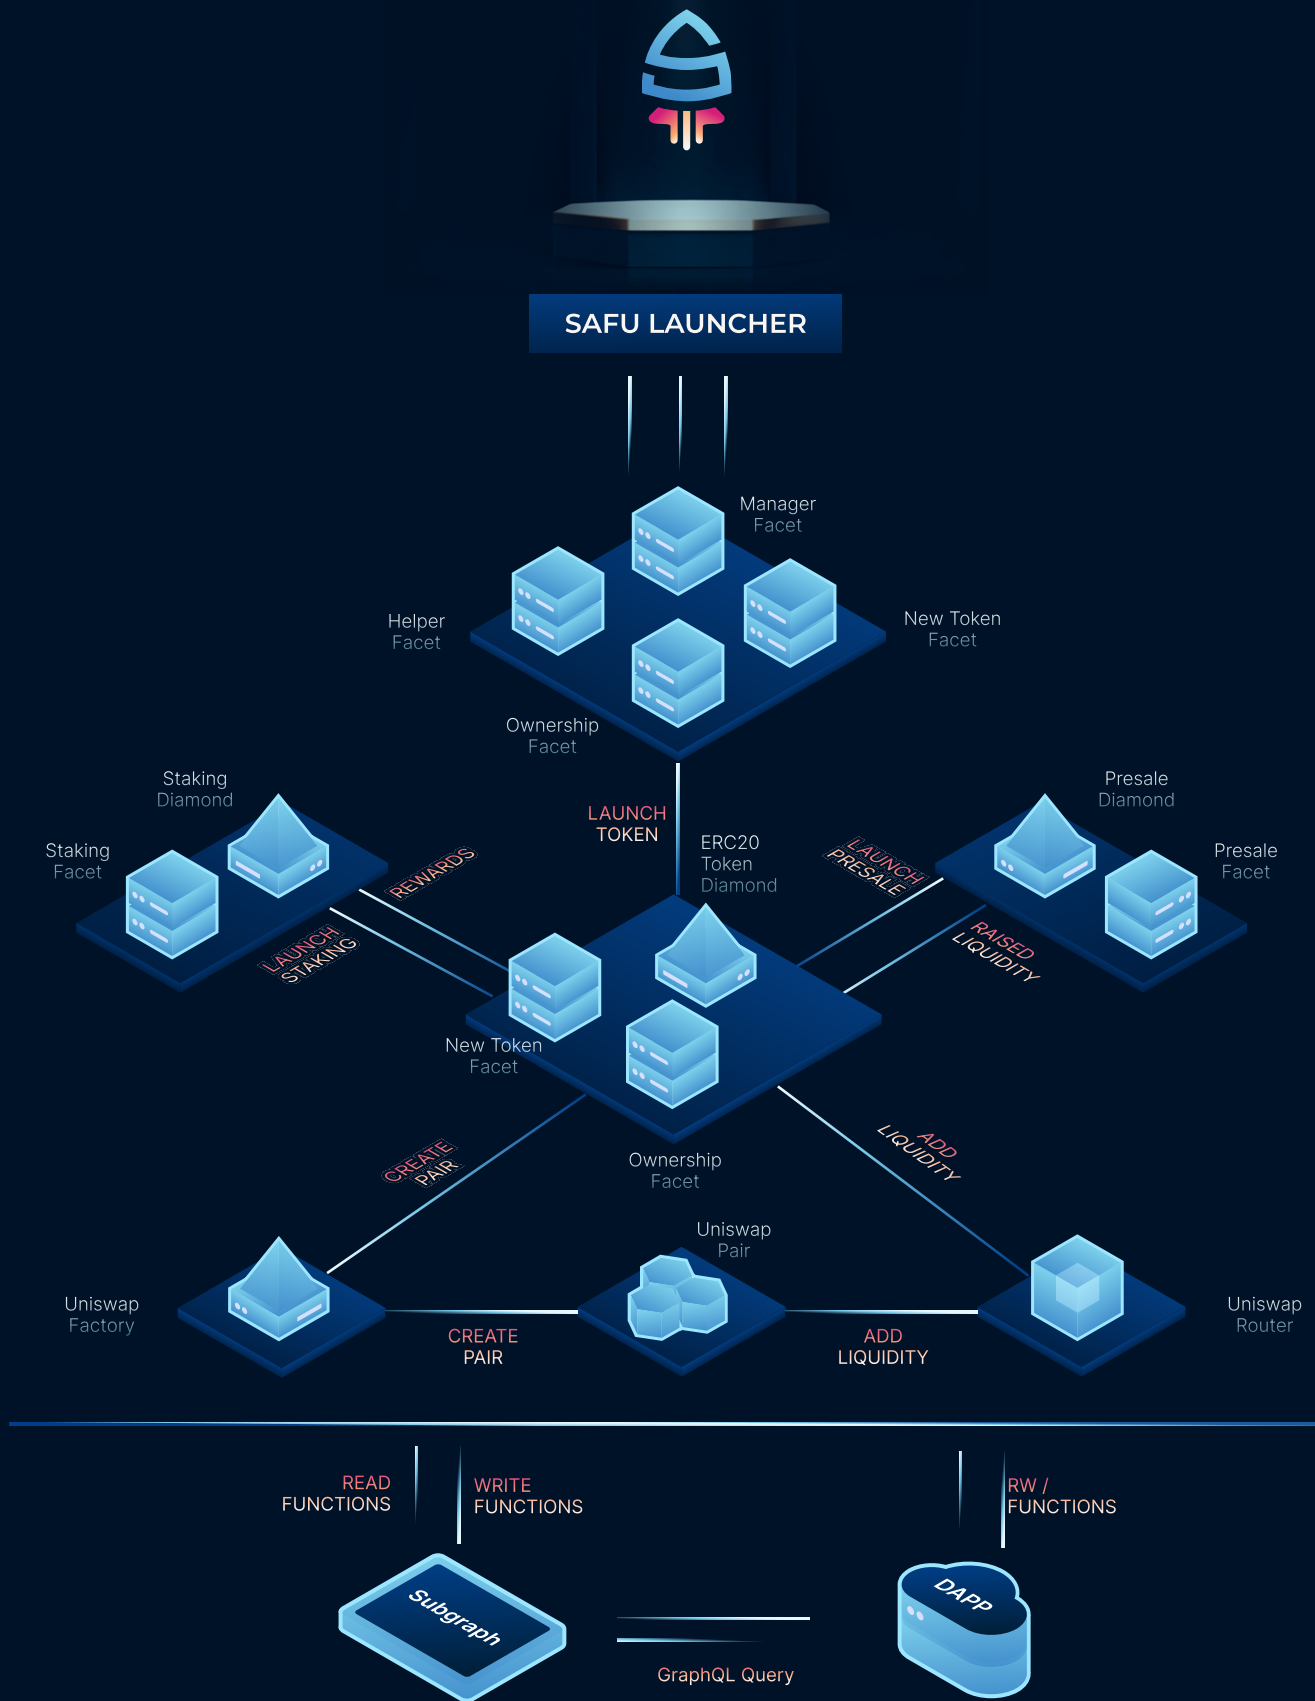 SAFU LAUNCHER
Manager
Facet
Helper
Facet
New Token
Facet
Ownership
Facet
Staking
Diamond
Presale
Diamond
LAUNCH
TOKEN
ERC20
Token
Diamond
Staking
Facet
REWARDS
LAUNCH
PRESALE
Presale
Facet
LAUNCH
STAKING
RAISED
LIQUIDITY
New Token
Facet
CREATE
PAIR
ADD
LIQUIDITY
Ownership
Facet
Uniswap
Pair
Uniswap
Factory
Uniswap
Router
CREATE
PAIR
ADD
LIQUIDITY
READ
FUNCTIONS
WRITE
FUNCTIONS
RW /
FUNCTIONS
Subgraph
DAPP
GraphQL Query